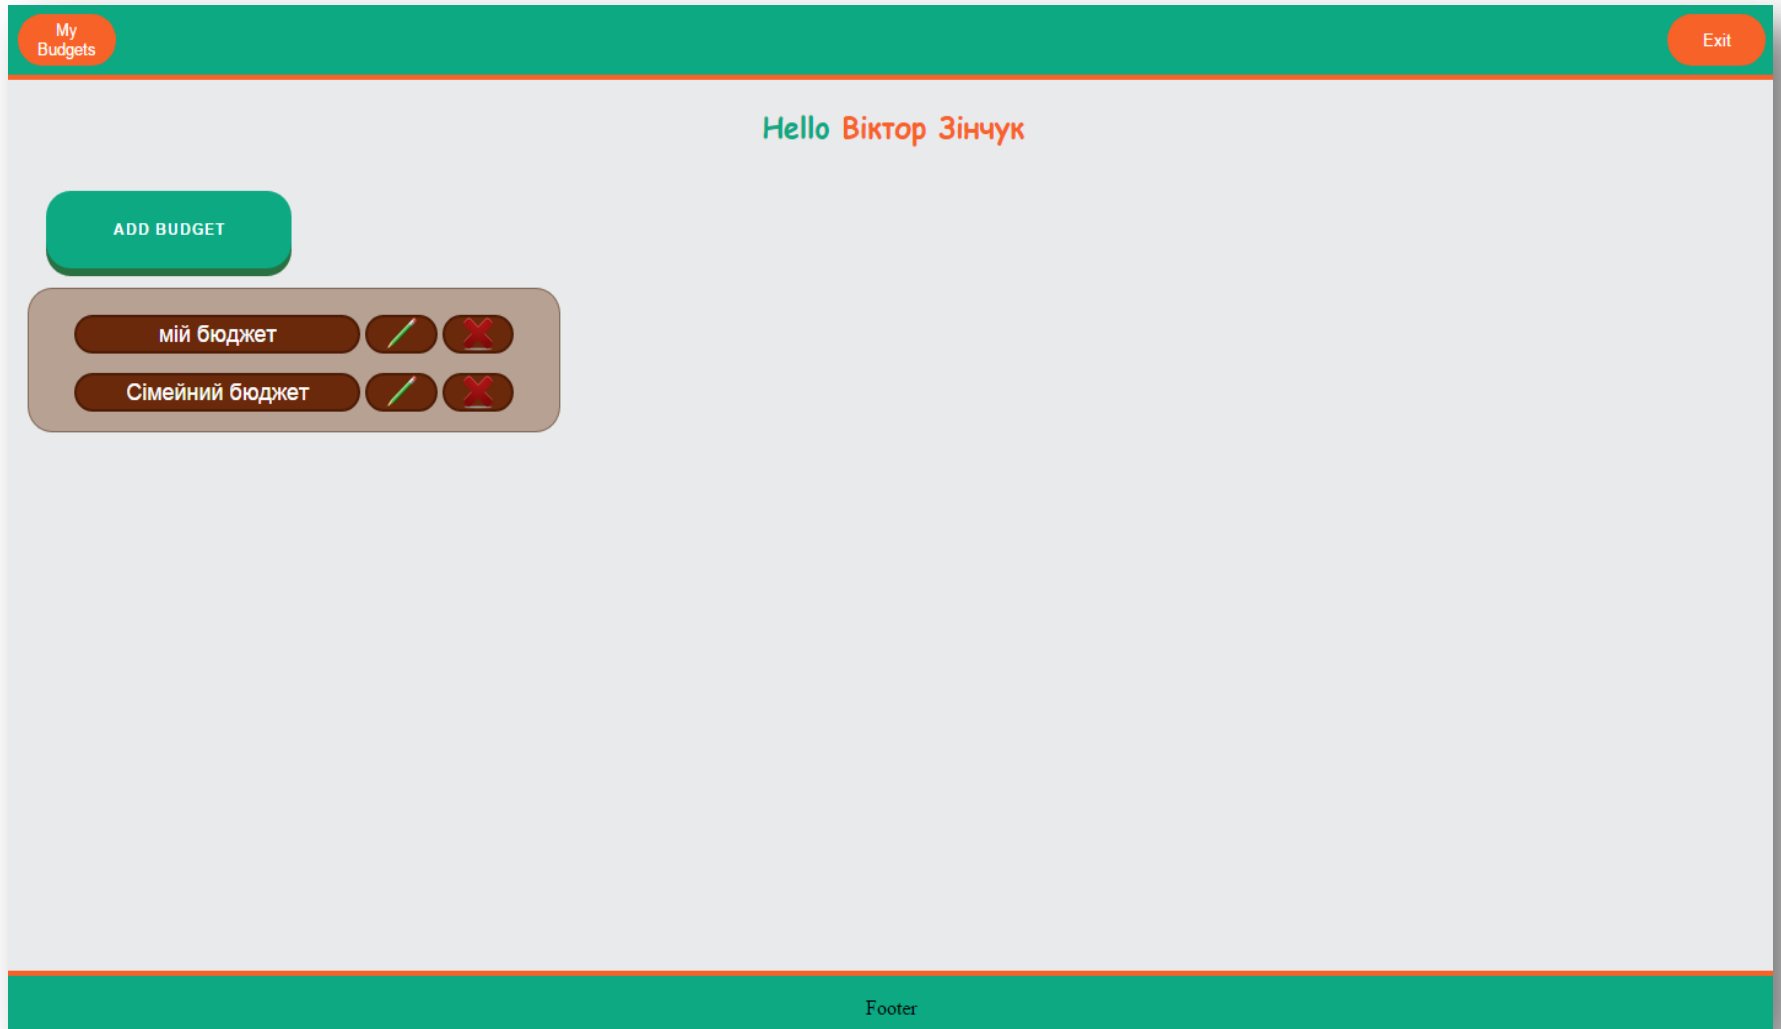 My
Budgets
Exit
Hello Віктор Зінчук
ADD BUDGET
мій бюджет
Сімейний бюджет
Footer